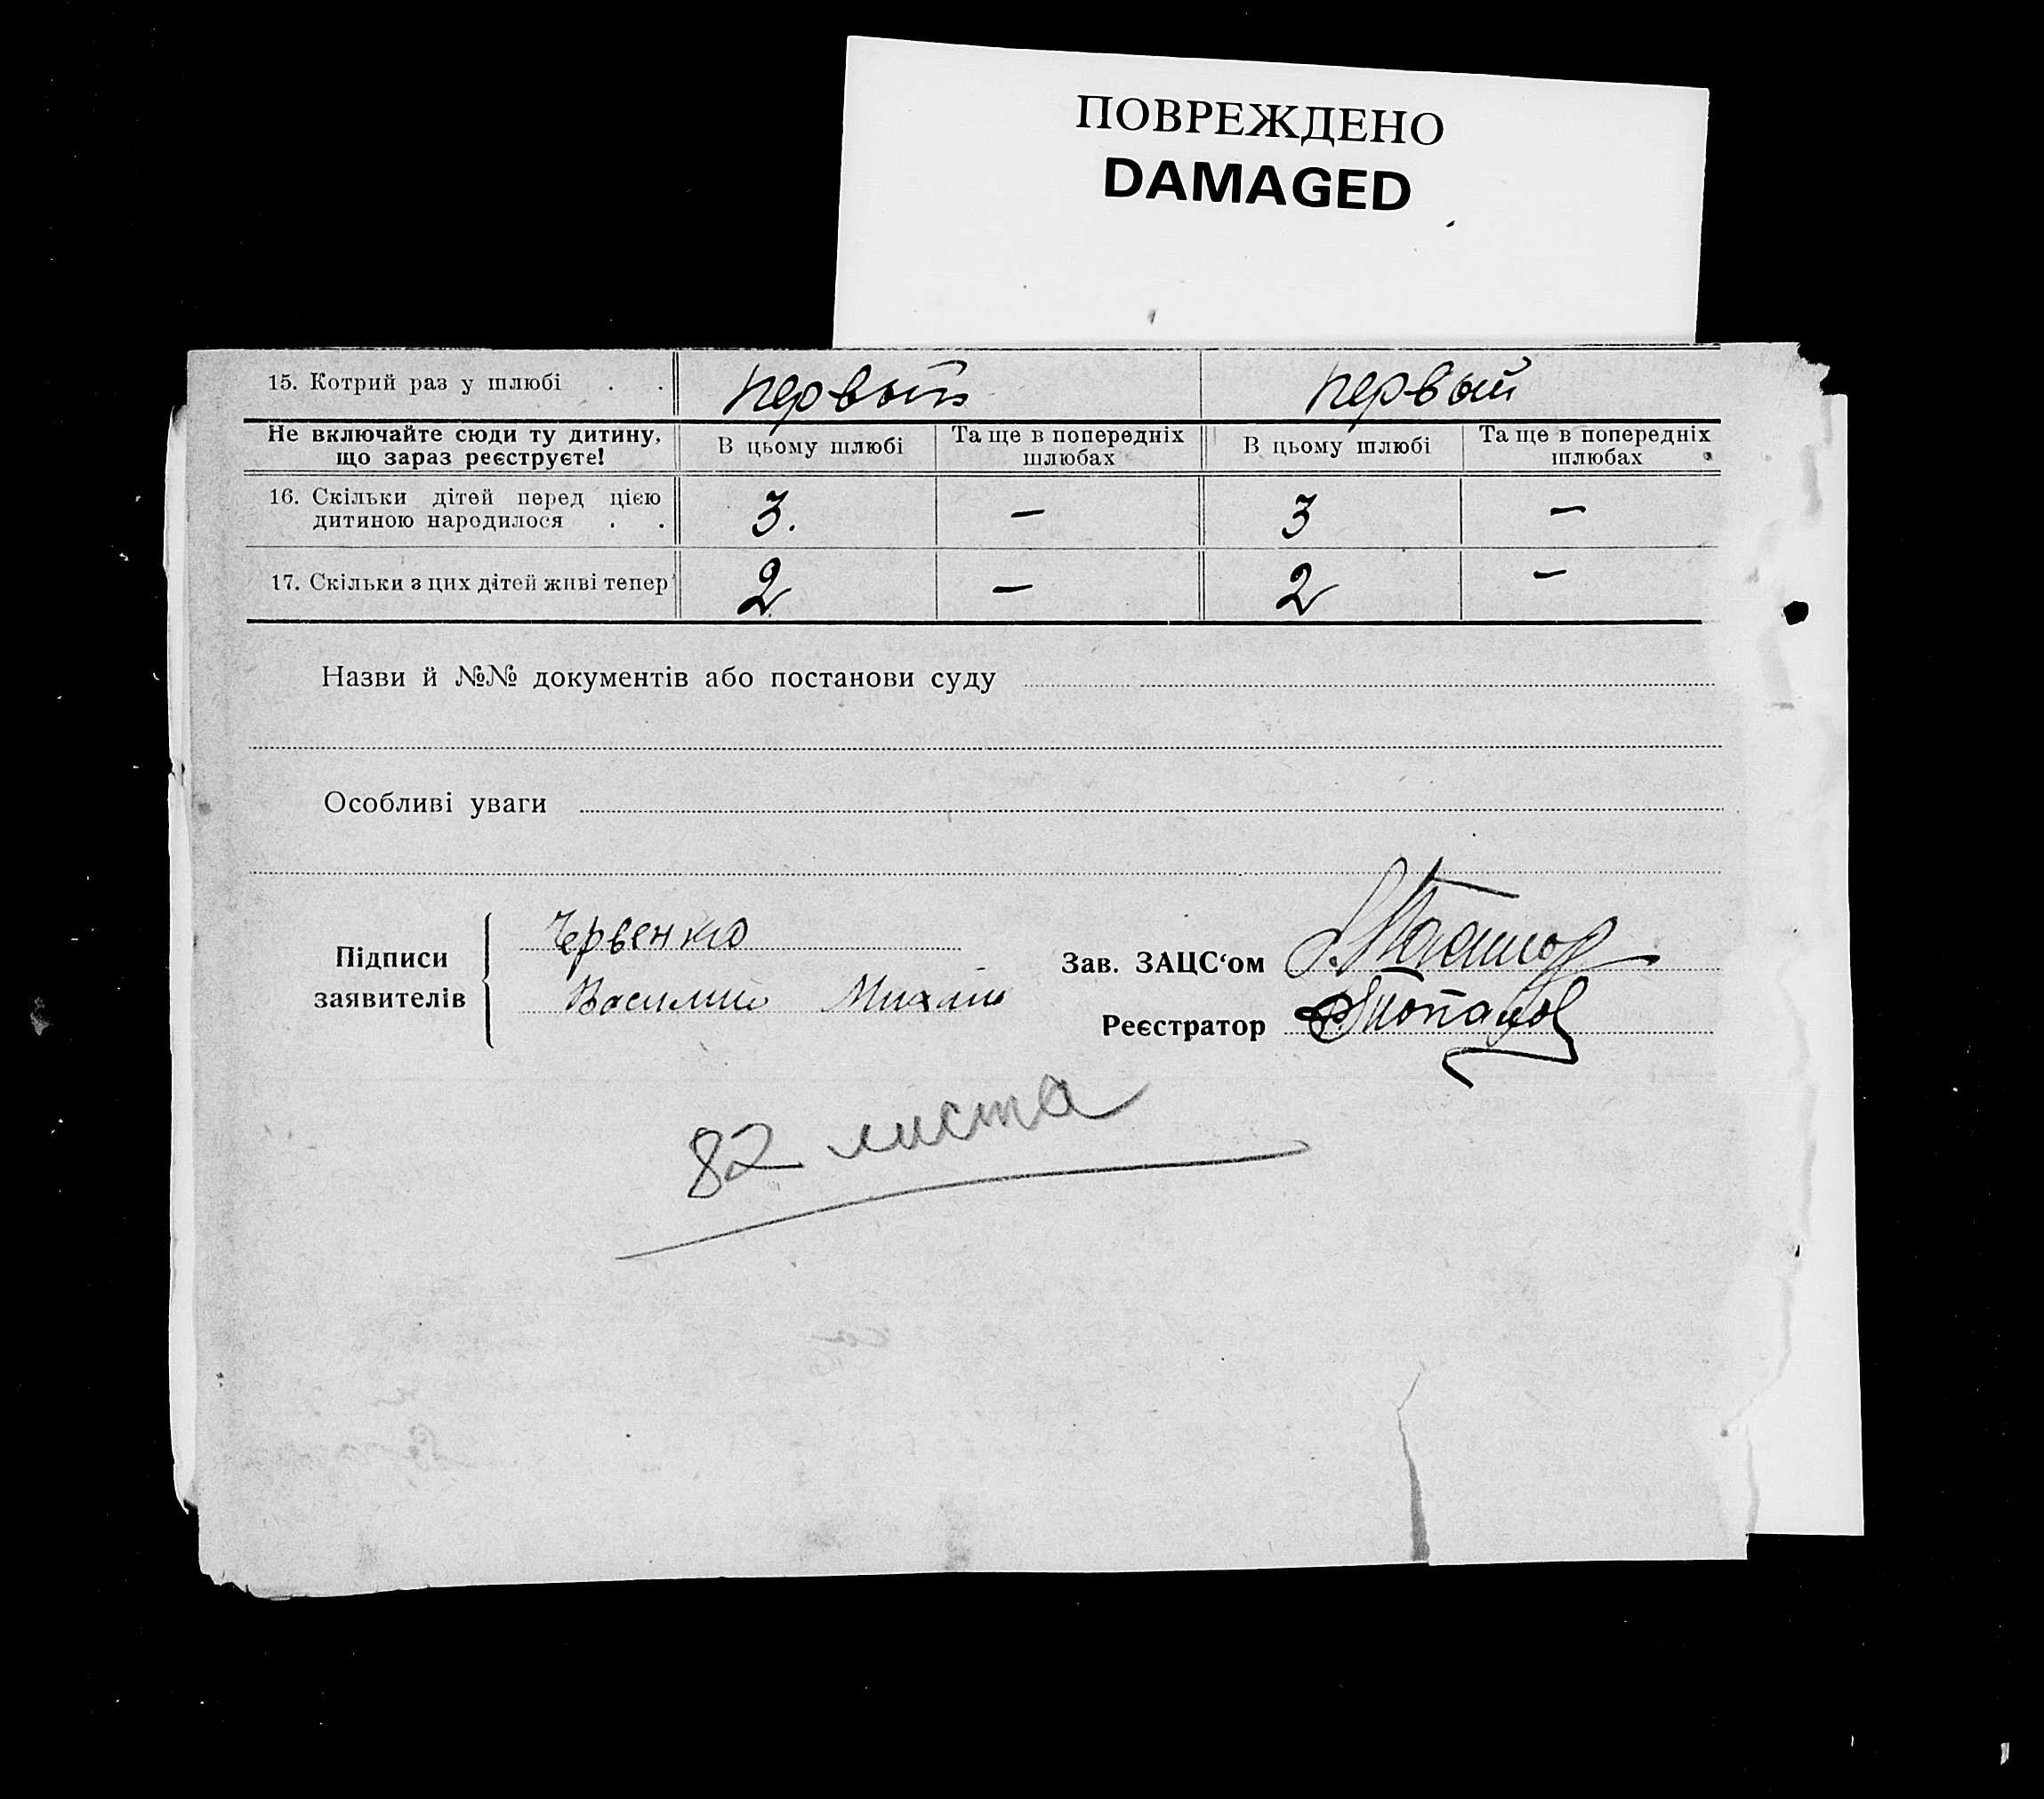 ПОВРЕЖДЕНО
DAMAGED
15. Котрий раз у шлюбі . . первый первый
Не включайте сюди ту дитину, що зараз реєструєте! В цьому шлюбі Та ще в попередніх шлюбах В цьому шлюбі Та ще в попередніх шлюбах
16. Скільки дітей перед цією
дитиною народилося . . 3. — 3 —
17. Скільки з цих дітей живі тепер 2 — 2 —
Назви й №№ документів або постанови суду
Особливі уваги
Підписи заявителів
Червенко
Василий
Зав. ЗАЦС‘ом
Реєстратор
82 листа